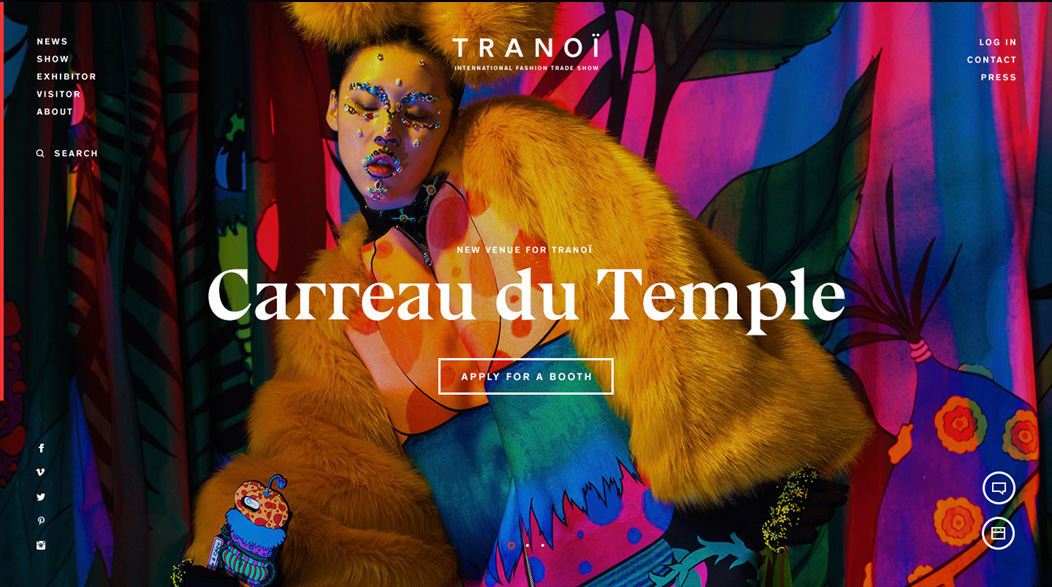 NEWS
SHOW
EXHIBITOR
VISITOR
ABOUT
SEARCH
TRANOÏ
INTERNATIONAL FASHION TRADE SHOW
LOG IN
CONTACT
PRESS
NEW VENUE FOR TRANOÏ
Carreau du Temple
APPLY FOR A BOOTH